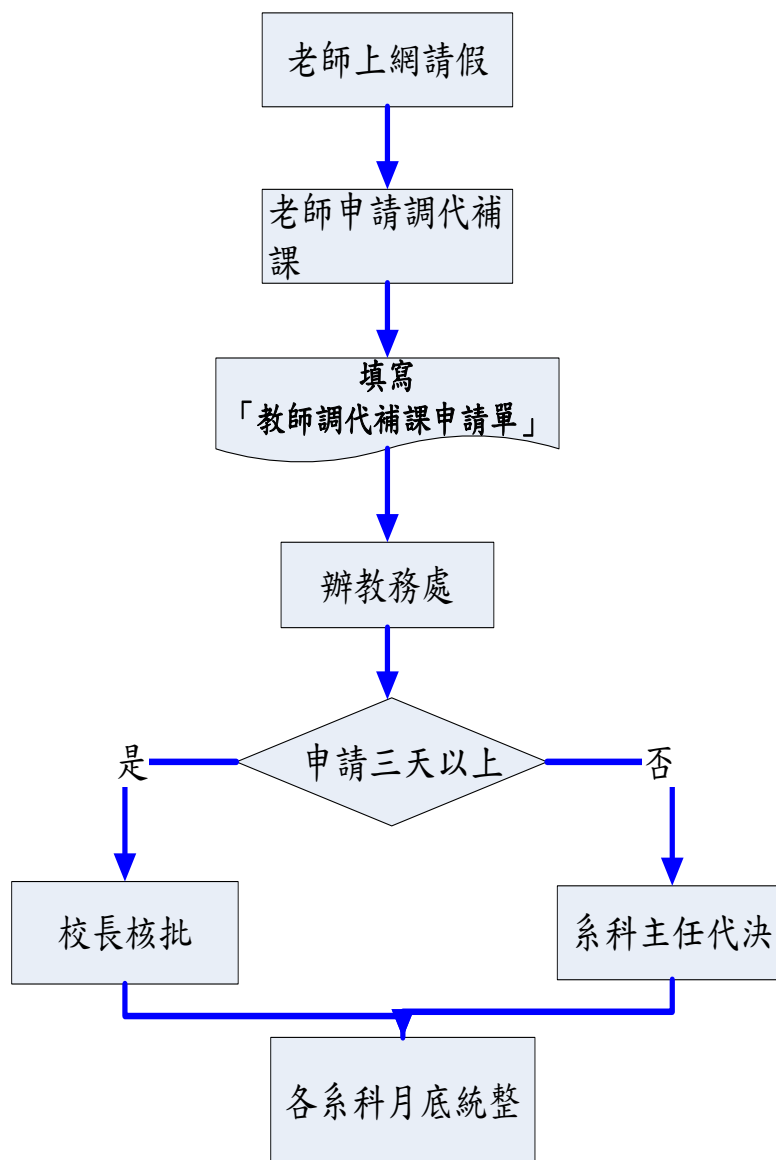 老師上網請假
老師申請調代補
課
填寫
「教師調代補課申請單」
辦教務處
申請三天以上
是
否
校長核批
系科主任代決
各系科月底統整